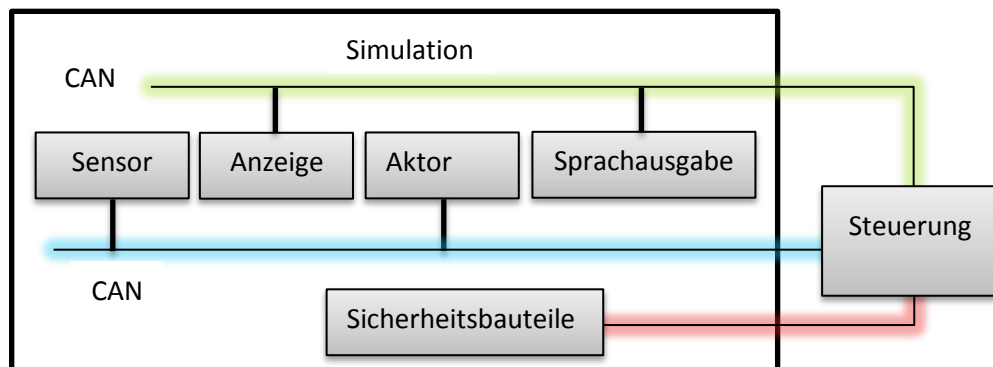 Simulation
CAN
Sensor
Anzeige
Aktor
Sprachausgabe
Steuerung
CAN
Sicherheitsbauteile